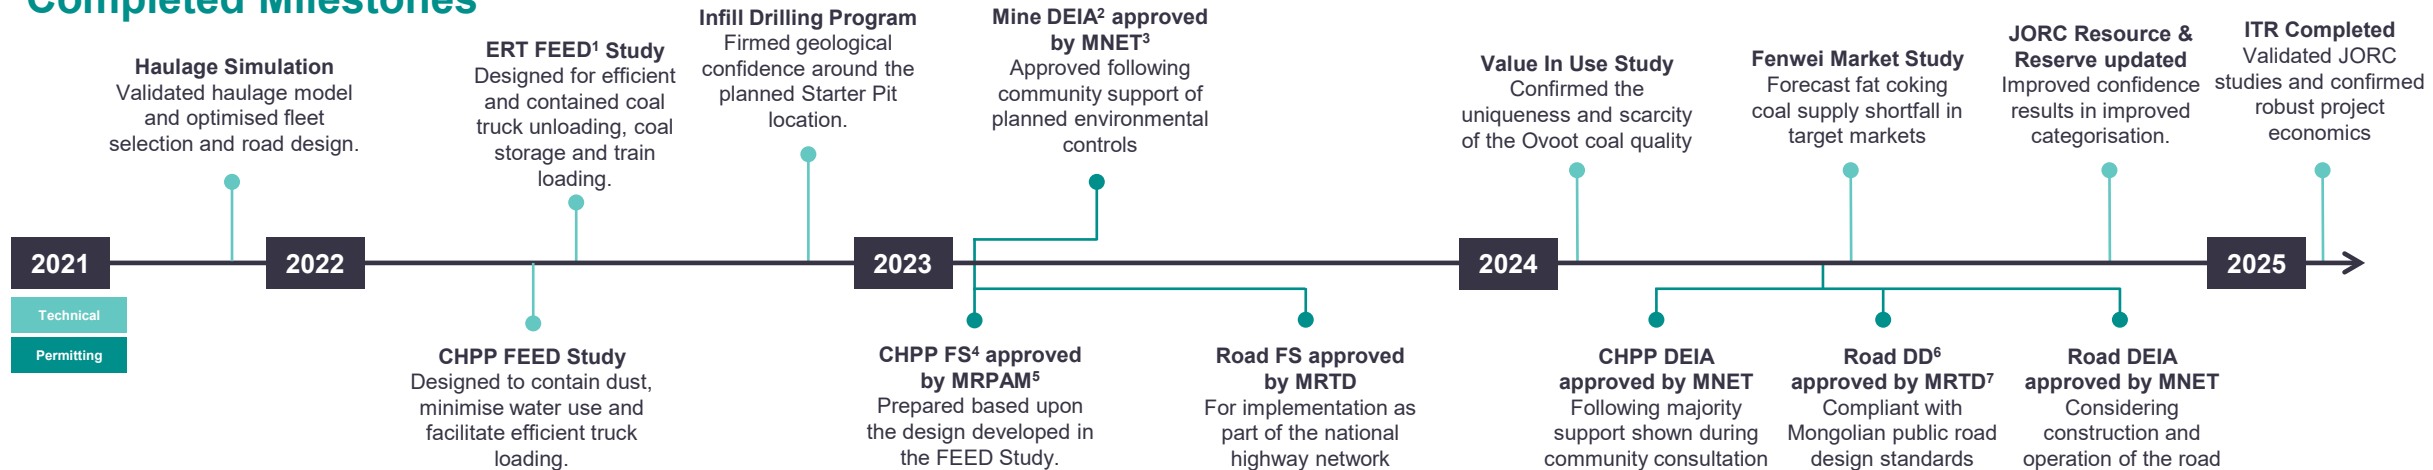 Completed Milestones
Haulage Simulation
Validated haulage model
and optimised fleet
selection and road design.
ERT FEED¹ Study
Designed for efficient
and contained coal
truck unloading, coal
storage and train
loading.
Infill Drilling Program
Firmed geological
confidence around the
planned Starter Pit
location.
Mine DEIA² approved
by MNET³
Approved following
community support of
planned environmental
controls
Value In Use Study
Confirmed the
uniqueness and scarcity
of the Ovoot coal quality
Fenwei Market Study
Forecast fat coking
coal supply shortfall in
target markets
JORC Resource &
Reserve updated
Improved confidence
results in improved
categorisation.
ITR Completed
Validated JORC
studies and confirmed
robust project
economics
2021
2022
2023
2024
2025
Technical
Permitting
CHPP FEED Study
Designed to contain dust,
minimise water use and
facilitate efficient truck
loading.
CHPP FS⁴ approved
by MRPAM⁵
Prepared based upon
the design developed in
the FEED Study.
Road FS approved
by MRTD
For implementation as
part of the national
highway network
CHPP DEIA
approved by MNET
Following majority
support shown during
community consultation
Road DD⁶
approved by MRTD⁷
Compliant with
Mongolian public road
design standards
Road DEIA
approved by MNET
Considering
construction and
operation of the road